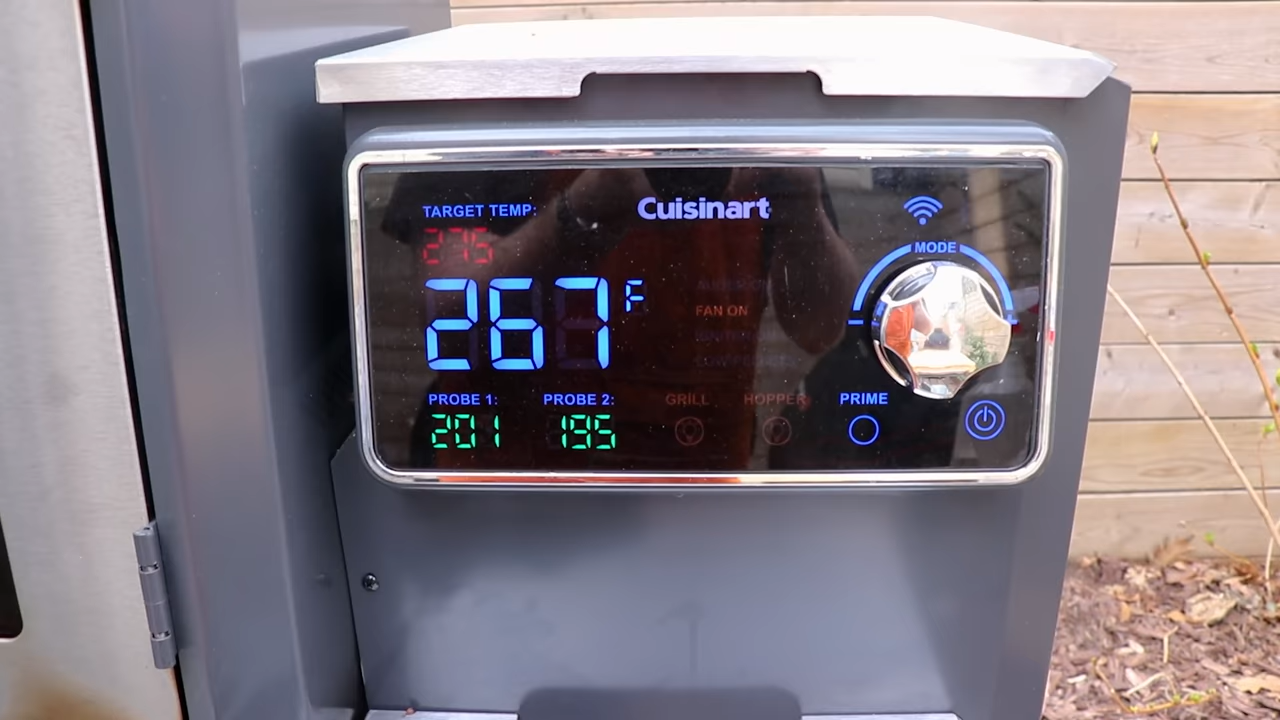 Cuisinart
TARGET TEMP:
275
267 F
MODE
FAN ON
PROBE 1:
PROBE 2:
GRILL
HOPPER
PRIME
201
195